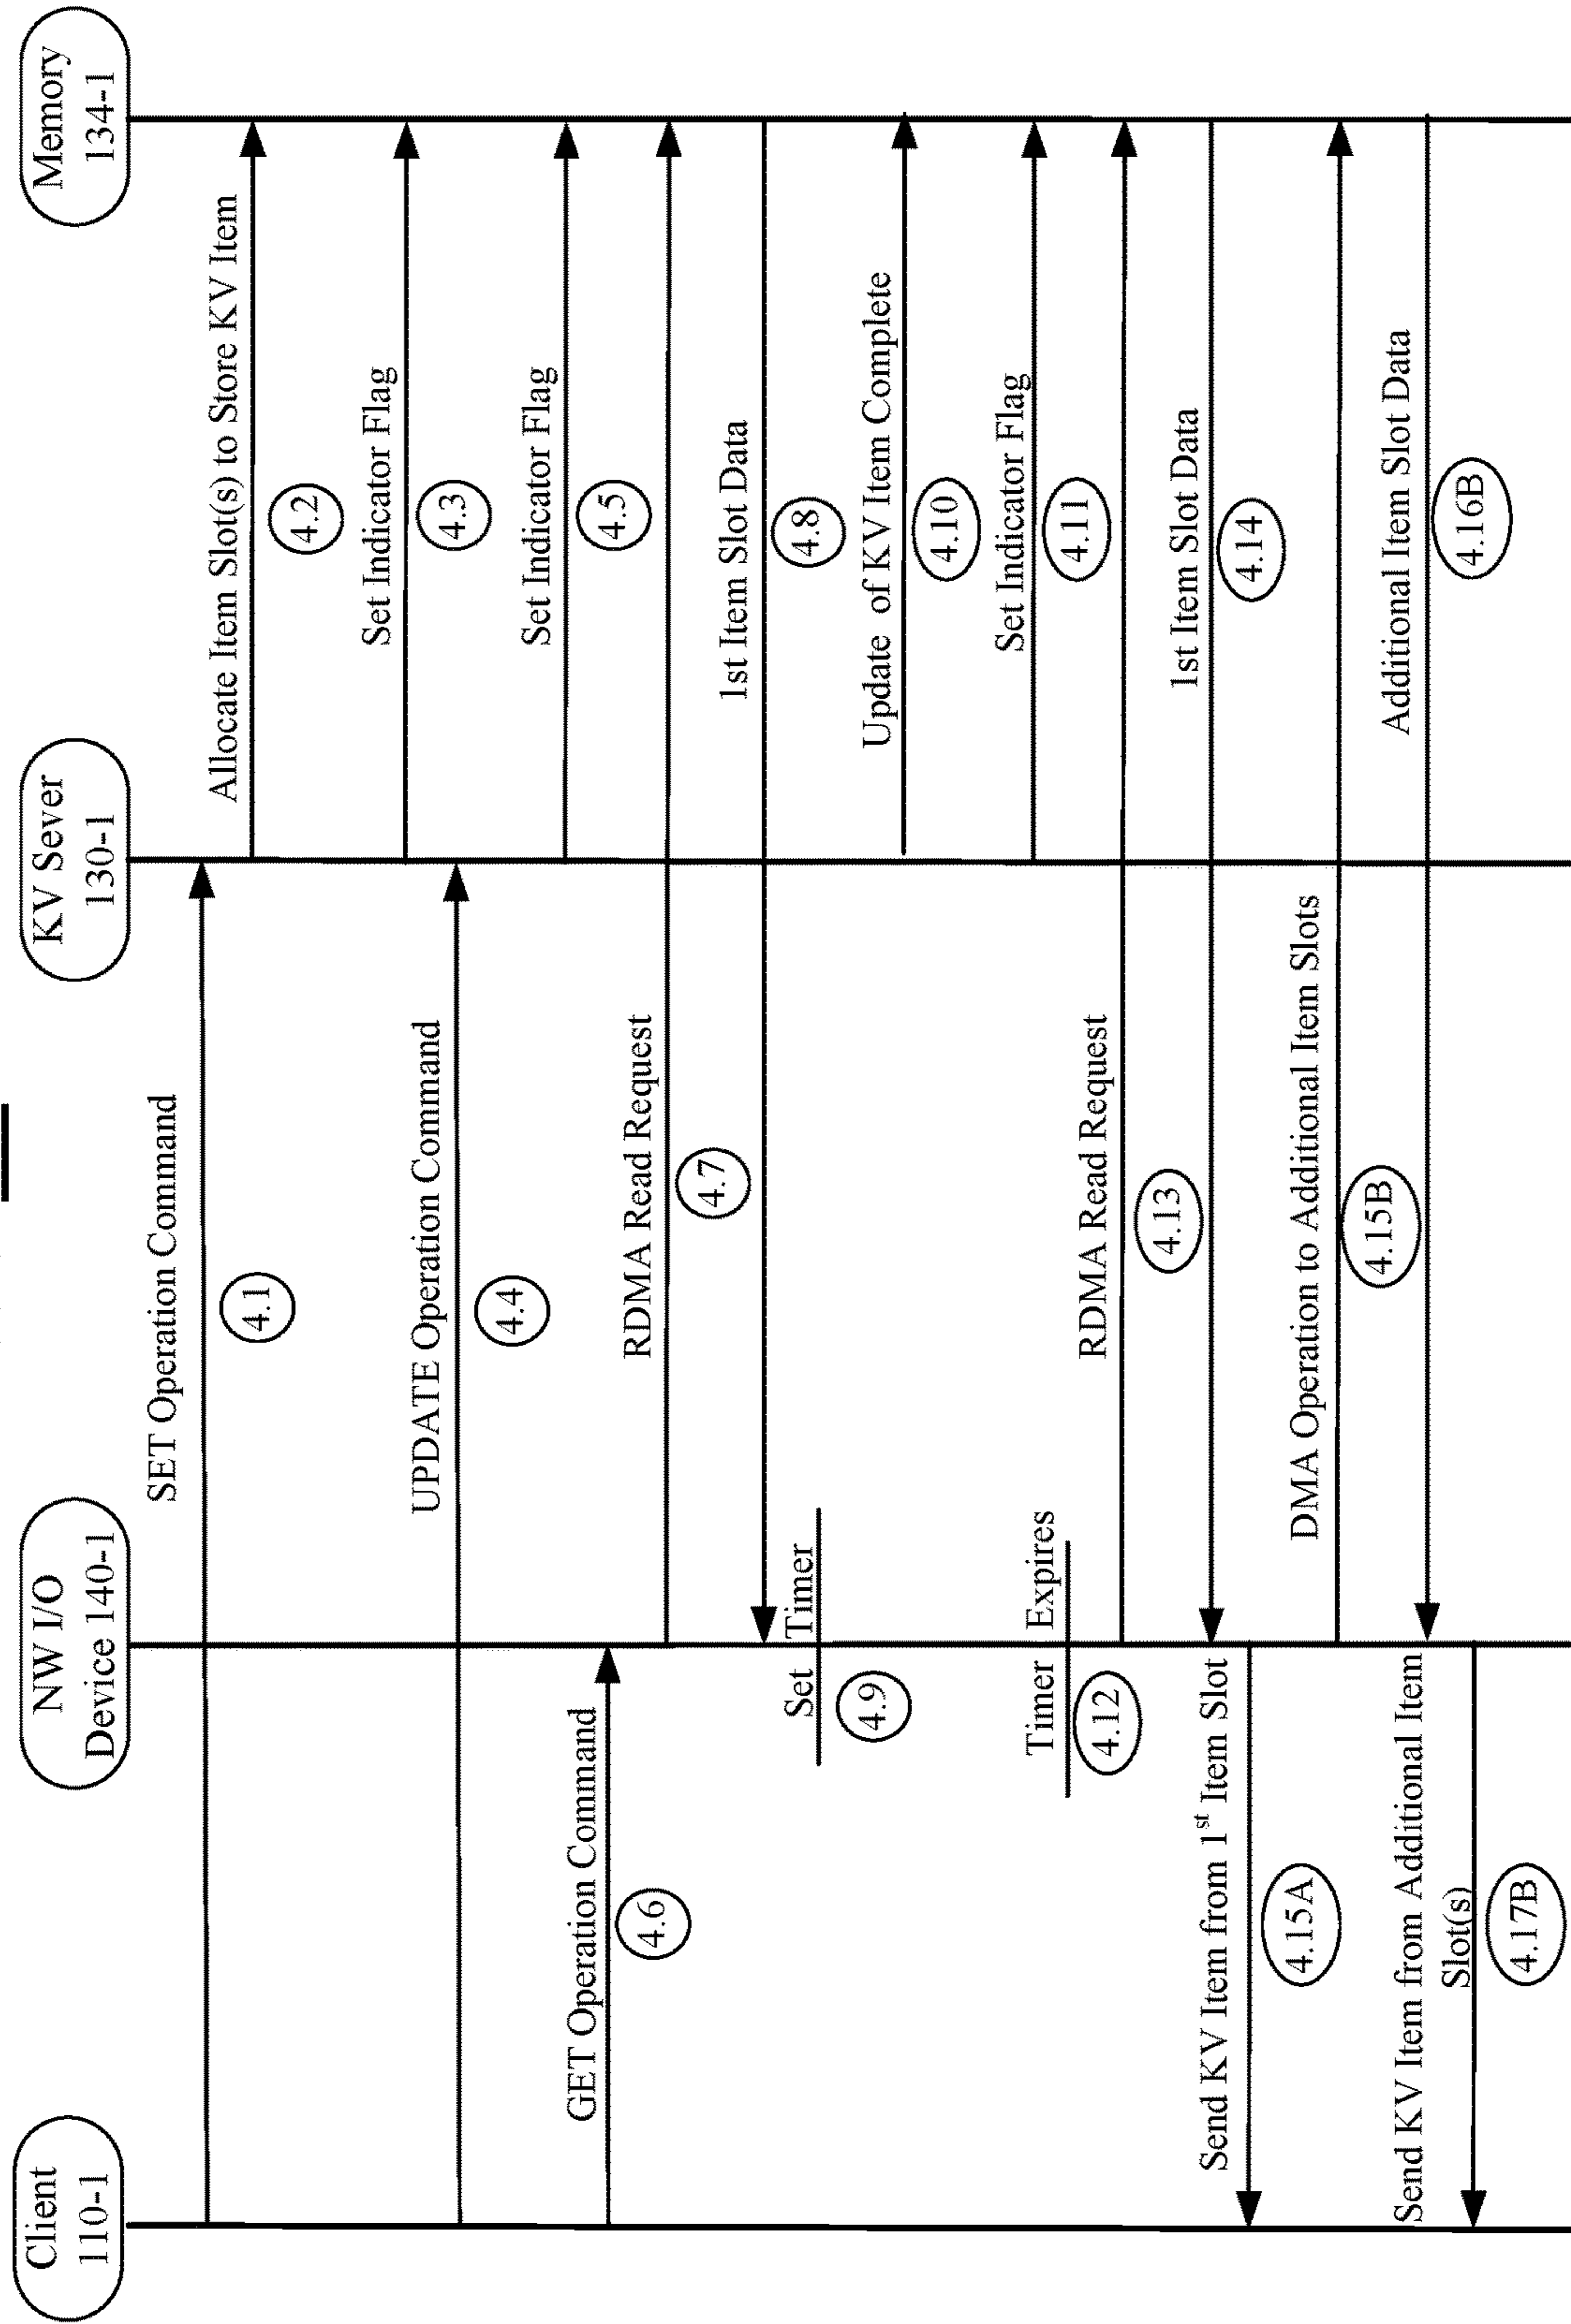 Client
110-1
NW I/O
Device 140-1
KV Sever
130-1
Memory
134-1
SET Operation Command
4.1
Allocate Item Slot(s) to Store KV Item
4.2
Set Indicator Flag
4.3
UPDATE Operation Command
4.4
Set Indicator Flag
4.5
GET Operation Command
4.6
RDMA Read Request
4.7
1st Item Slot Data
4.8
Set Timer
4.9
Update of KV Item Complete
4.10
Set Indicator Flag
4.11
Timer Expires
4.12
RDMA Read Request
4.13
1st Item Slot Data
4.14
Send KV Item from 1st Item Slot
4.15A
DMA Operation to Additional Item Slots
4.15B
Additional Item Slot Data
4.16B
Send KV Item from Additional Item
Slot(s)
4.17B